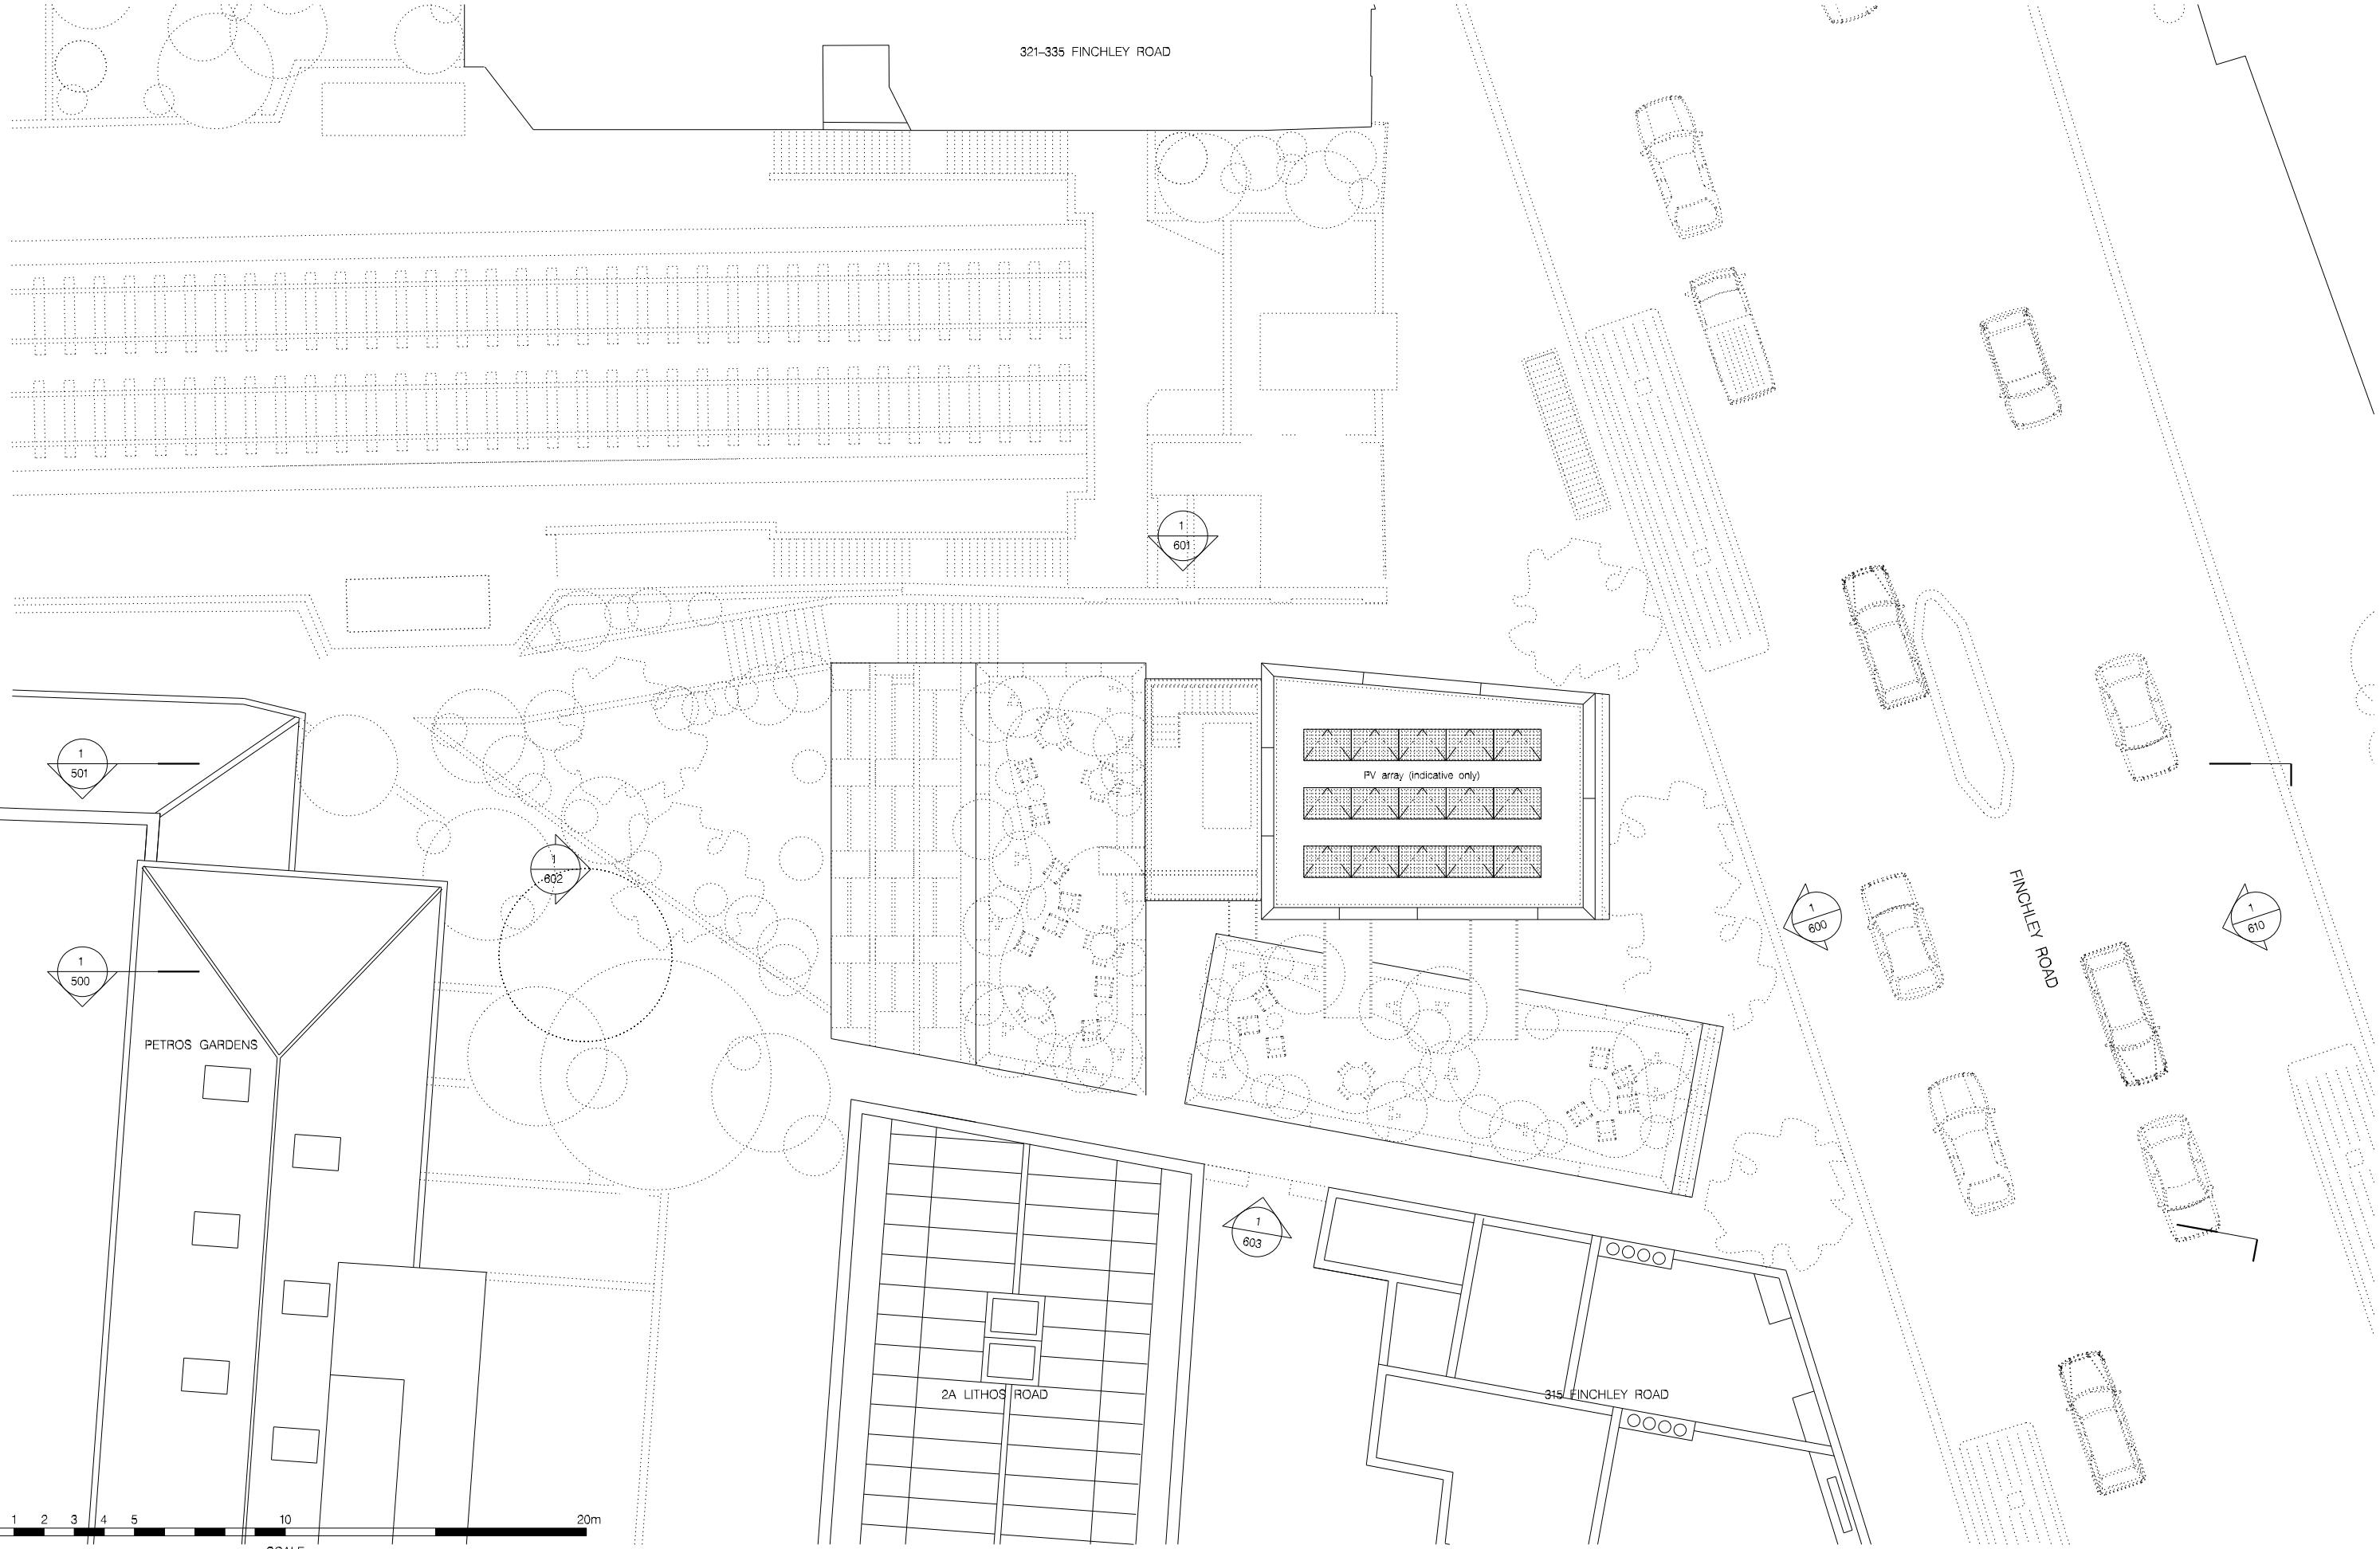 321–335 FINCHLEY ROAD
1
601
1
501
PV array (indicative only)
1
602
FINCHLEY ROAD
1
600
1
610
1
500
PETROS GARDENS
1
603
2A LITHOS ROAD
315 FINCHLEY ROAD
1 2 3 4 5 10 20m
SCALE